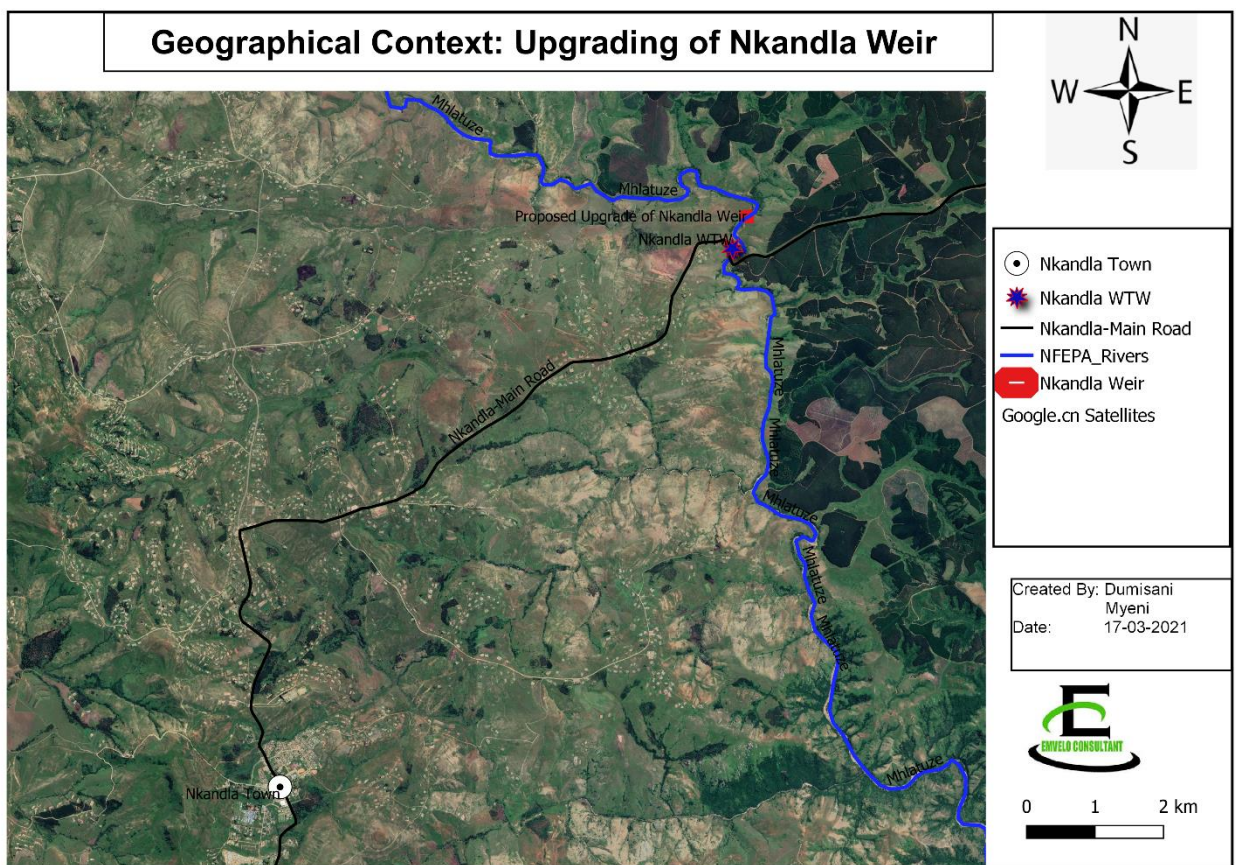 Geographical Context: Upgrading of Nkandla Weir
N
W E
S
Mhlatuze
Mhlatuze
Proposed Upgrade of Nkandla Weir
Nkandla WTW
Mhlatuze
Nkandla-Main Road
Mhlatuze
Mhlatuze
Mhlatuze
Mhlatuze
Mhlatuze
Nkandla Town
Nkandla Town
Nkandla WTW
Nkandla-Main Road
NFEPA_Rivers
Nkandla Weir
Google.cn Satellites
Created By: Dumisani
Myeni
Date: 17-03-2021
E
EMVELO CONSULTANT
0 1 2 km